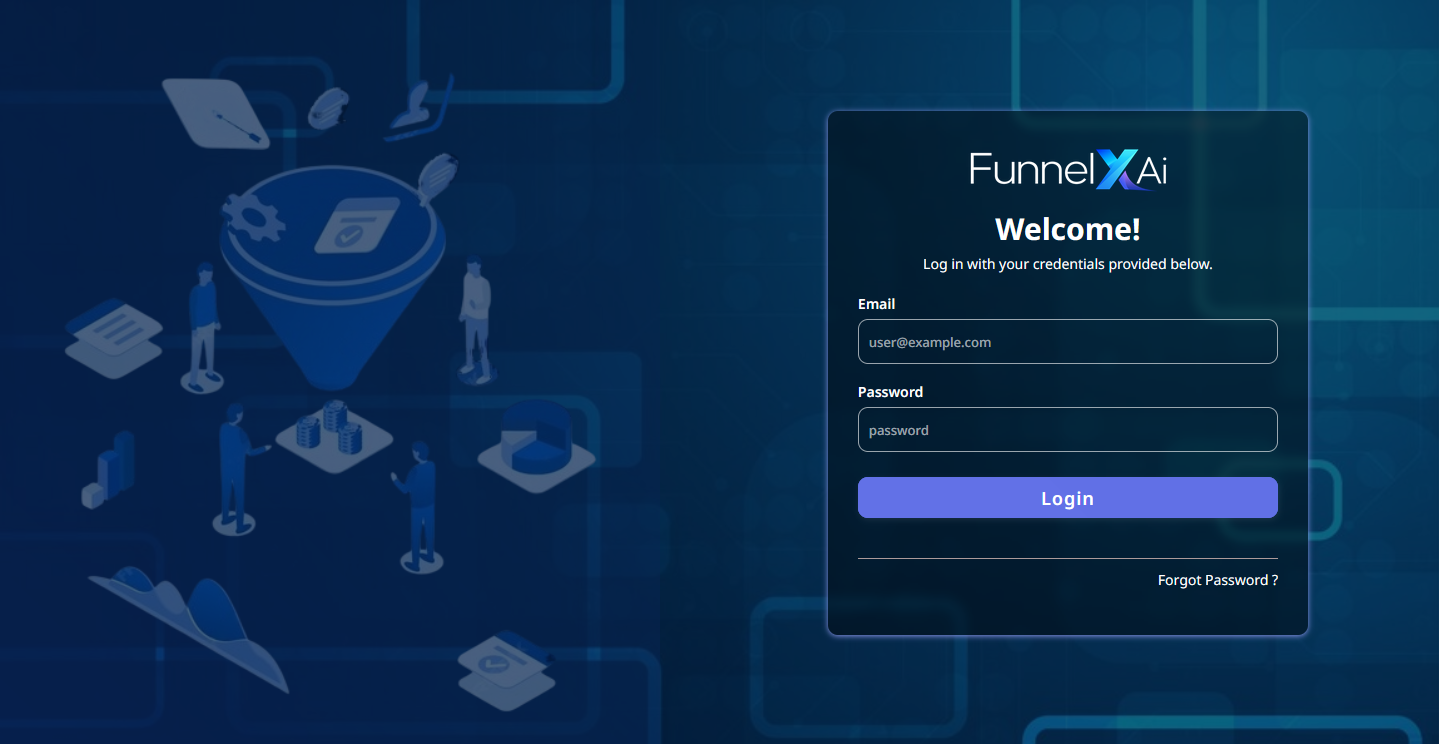 FunnelXAi
Welcome!
Log in with your credentials provided below.
Email
user@example.com
Password
password
Login
Forgot Password ?